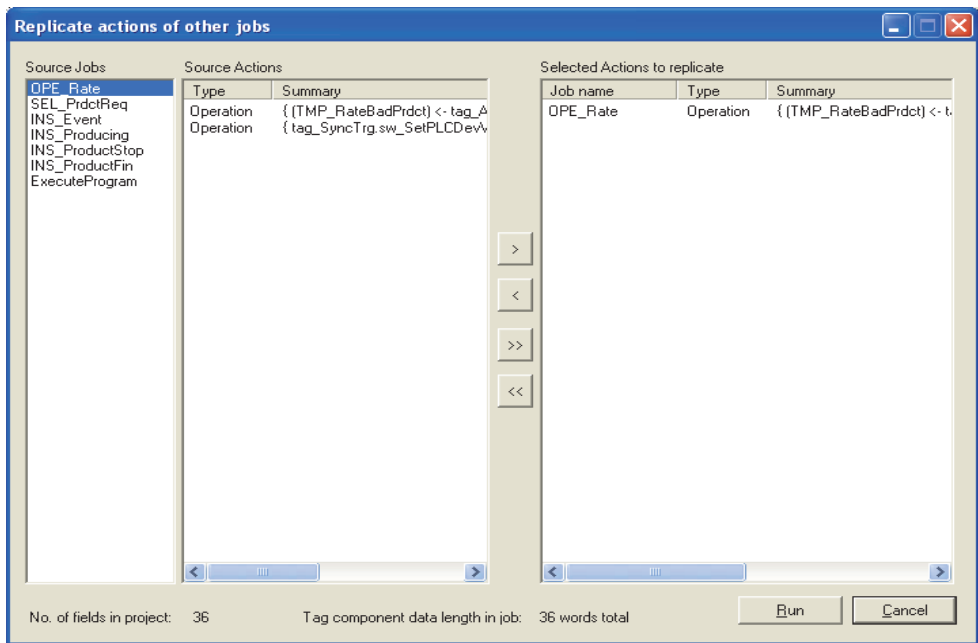 Replicate actions of other jobs
Source Jobs
OPE_Rate
SEL_PrdctReq
INS_Event
INS_Producing
INS_ProductStop
INS_ProductFin
ExecuteProgram
Source Actions
Type Summary
Operation { (TMP_RateBadPrdct) <- tag_A
Operation { tag_SyncTrg.sw_SetPLCDevV
>
<
>>
<<
Selected Actions to replicate
Job name Type Summary
OPE_Rate Operation { (TMP_RateBadPrdct) <- t
No. of fields in project: 36 Tag component data length in job: 36 words total
Run Cancel